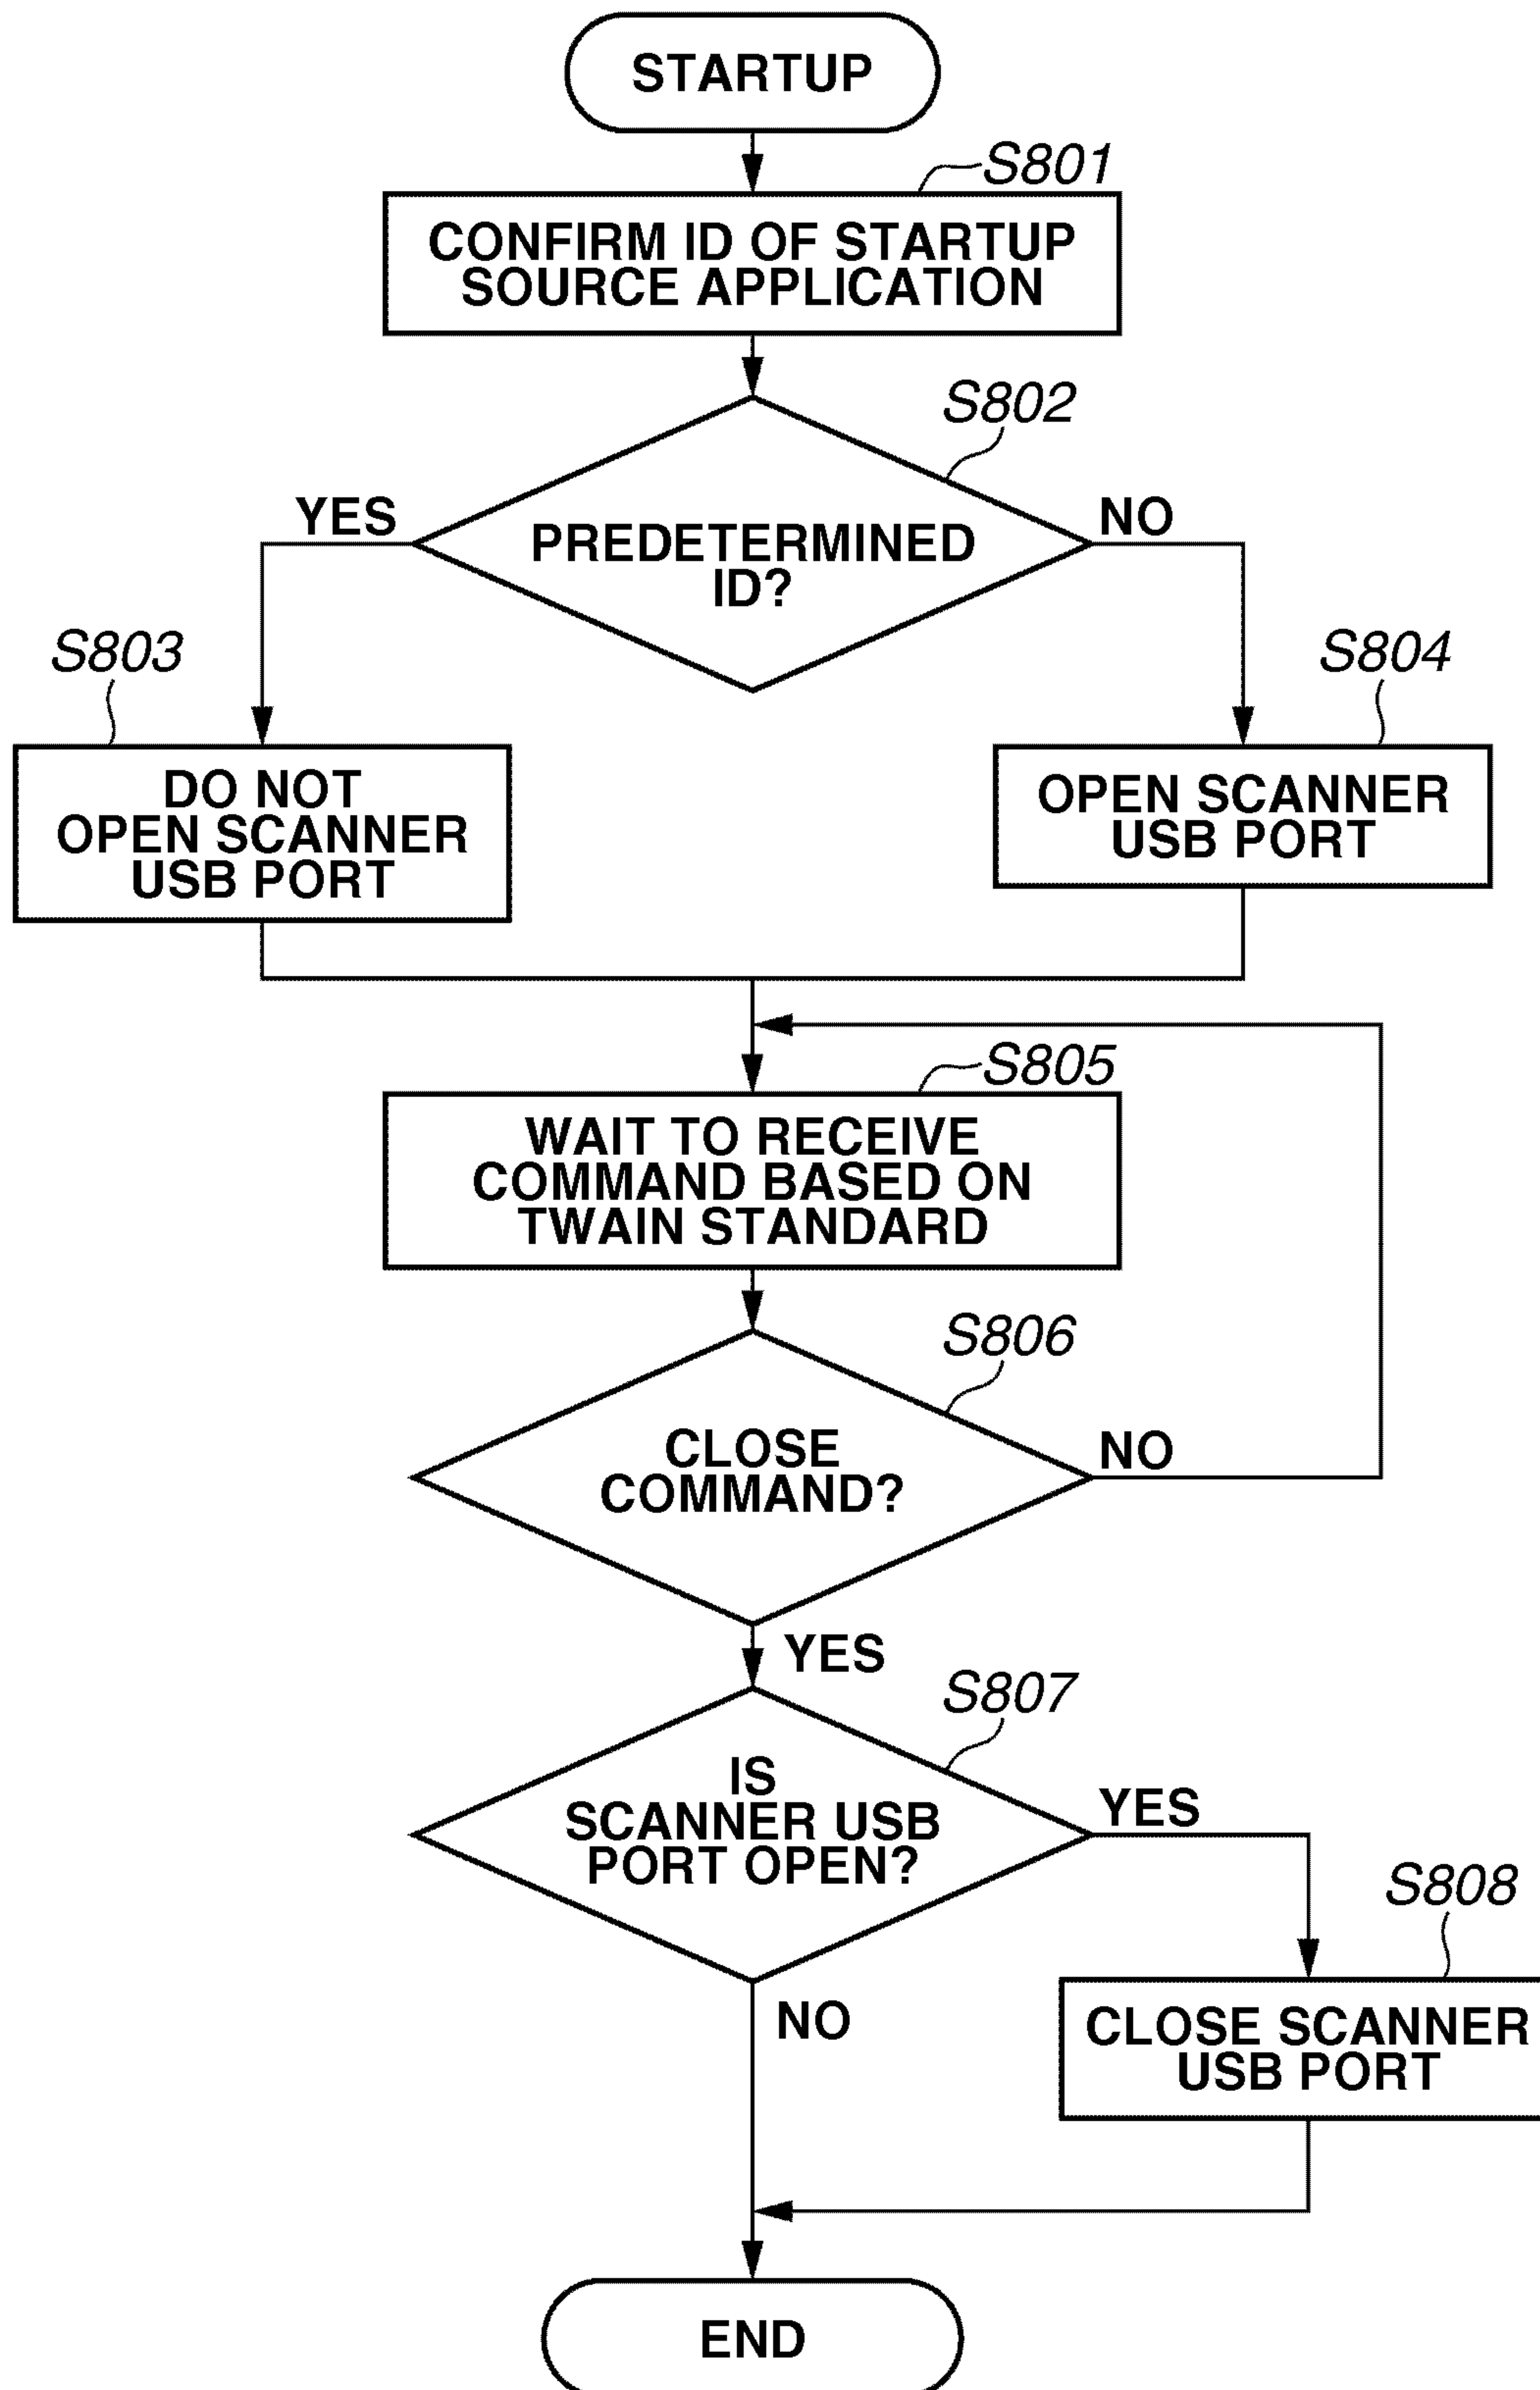 STARTUP
S801
CONFIRM ID OF STARTUP
SOURCE APPLICATION
S802
YES
NO
PREDETERMINED
ID?
S803
S804
DO NOT
OPEN SCANNER
USB PORT
OPEN SCANNER
USB PORT
S805
WAIT TO RECEIVE
COMMAND BASED ON
TWAIN STANDARD
S806
CLOSE
COMMAND?
NO
YES
S807
IS
SCANNER USB
PORT OPEN?
YES
S808
NO
CLOSE SCANNER
USB PORT
END